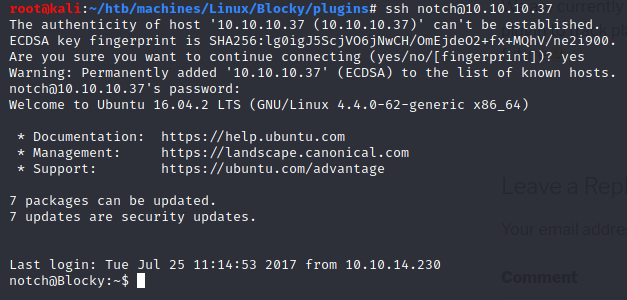 root@kali:~/htb/machines/Linux/Blocky/plugins# ssh notch@10.10.10.37
The authenticity of host '10.10.10.37 (10.10.10.37)' can't be established.
ECDSA key fingerprint is SHA256:lg0igJ5ScjVO6jNwCH/OmEjdeO2+fx+MQhV/ne2i900.
Are you sure you want to continue connecting (yes/no/[fingerprint])? yes
Warning: Permanently added '10.10.10.37' (ECDSA) to the list of known hosts.
notch@10.10.10.37's password:
Welcome to Ubuntu 16.04.2 LTS (GNU/Linux 4.4.0-62-generic x86_64)
* Documentation:  https://help.ubuntu.com
* Management:     https://landscape.canonical.com
* Support:        https://ubuntu.com/advantage
7 packages can be updated.
7 updates are security updates.
Last login: Tue Jul 25 11:14:53 2017 from 10.10.14.230
notch@Blocky:~$
currently
Leave a Repl
Your email addre
Comment